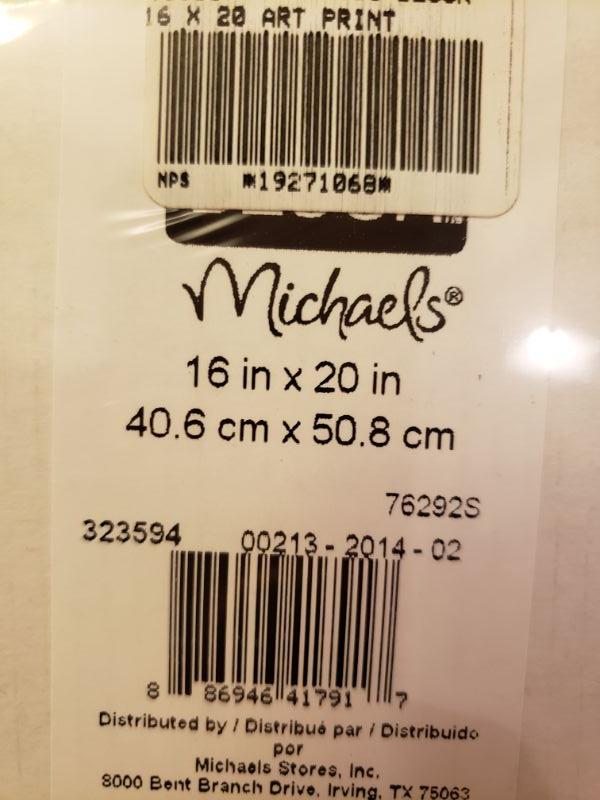 16 X 20 ART PRINT
NPS *19271068*
Michaels®
16 in x 20 in
40.6 cm x 50.8 cm
76292S
323594 00213 - 2014 - 02
8 86946 41791 7
Distributed by / Distribué par / Distribuido
por
Michaels Stores, Inc.
8000 Bent Branch Drive, Irving, TX 75063